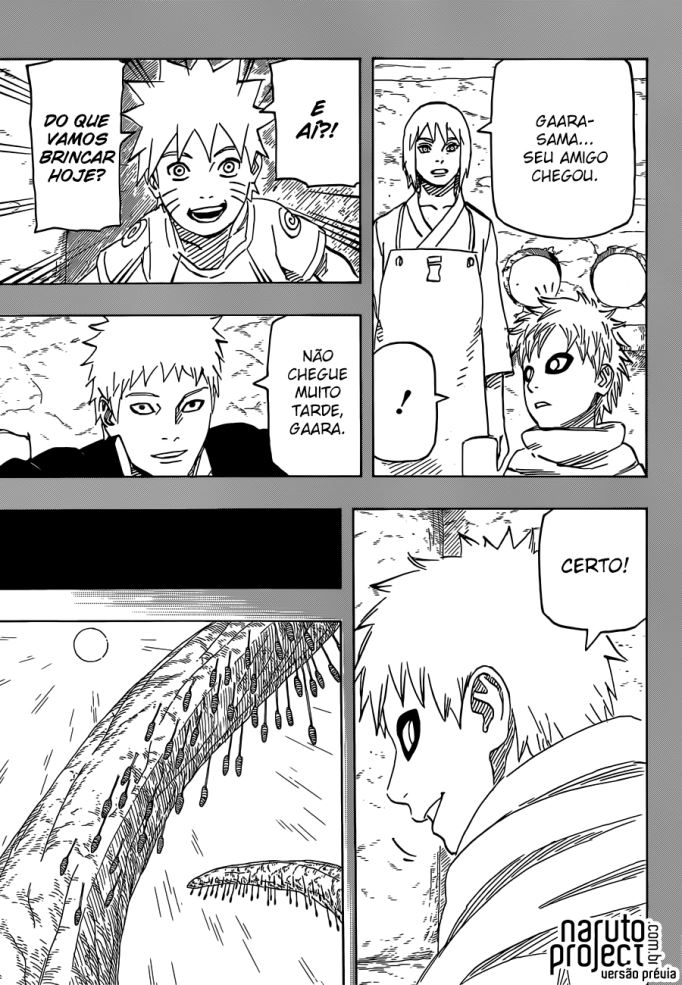 GAARA-
SAMA...
SEU AMIGO
CHEGOU.
!
E
AÍ?!
DO QUE
VAMOS
BRINCAR
HOJE?
NÃO
CHEGUE
MUITO
TARDE,
GAARA.
CERTO!
naruto
project
.com.br
versão prévia